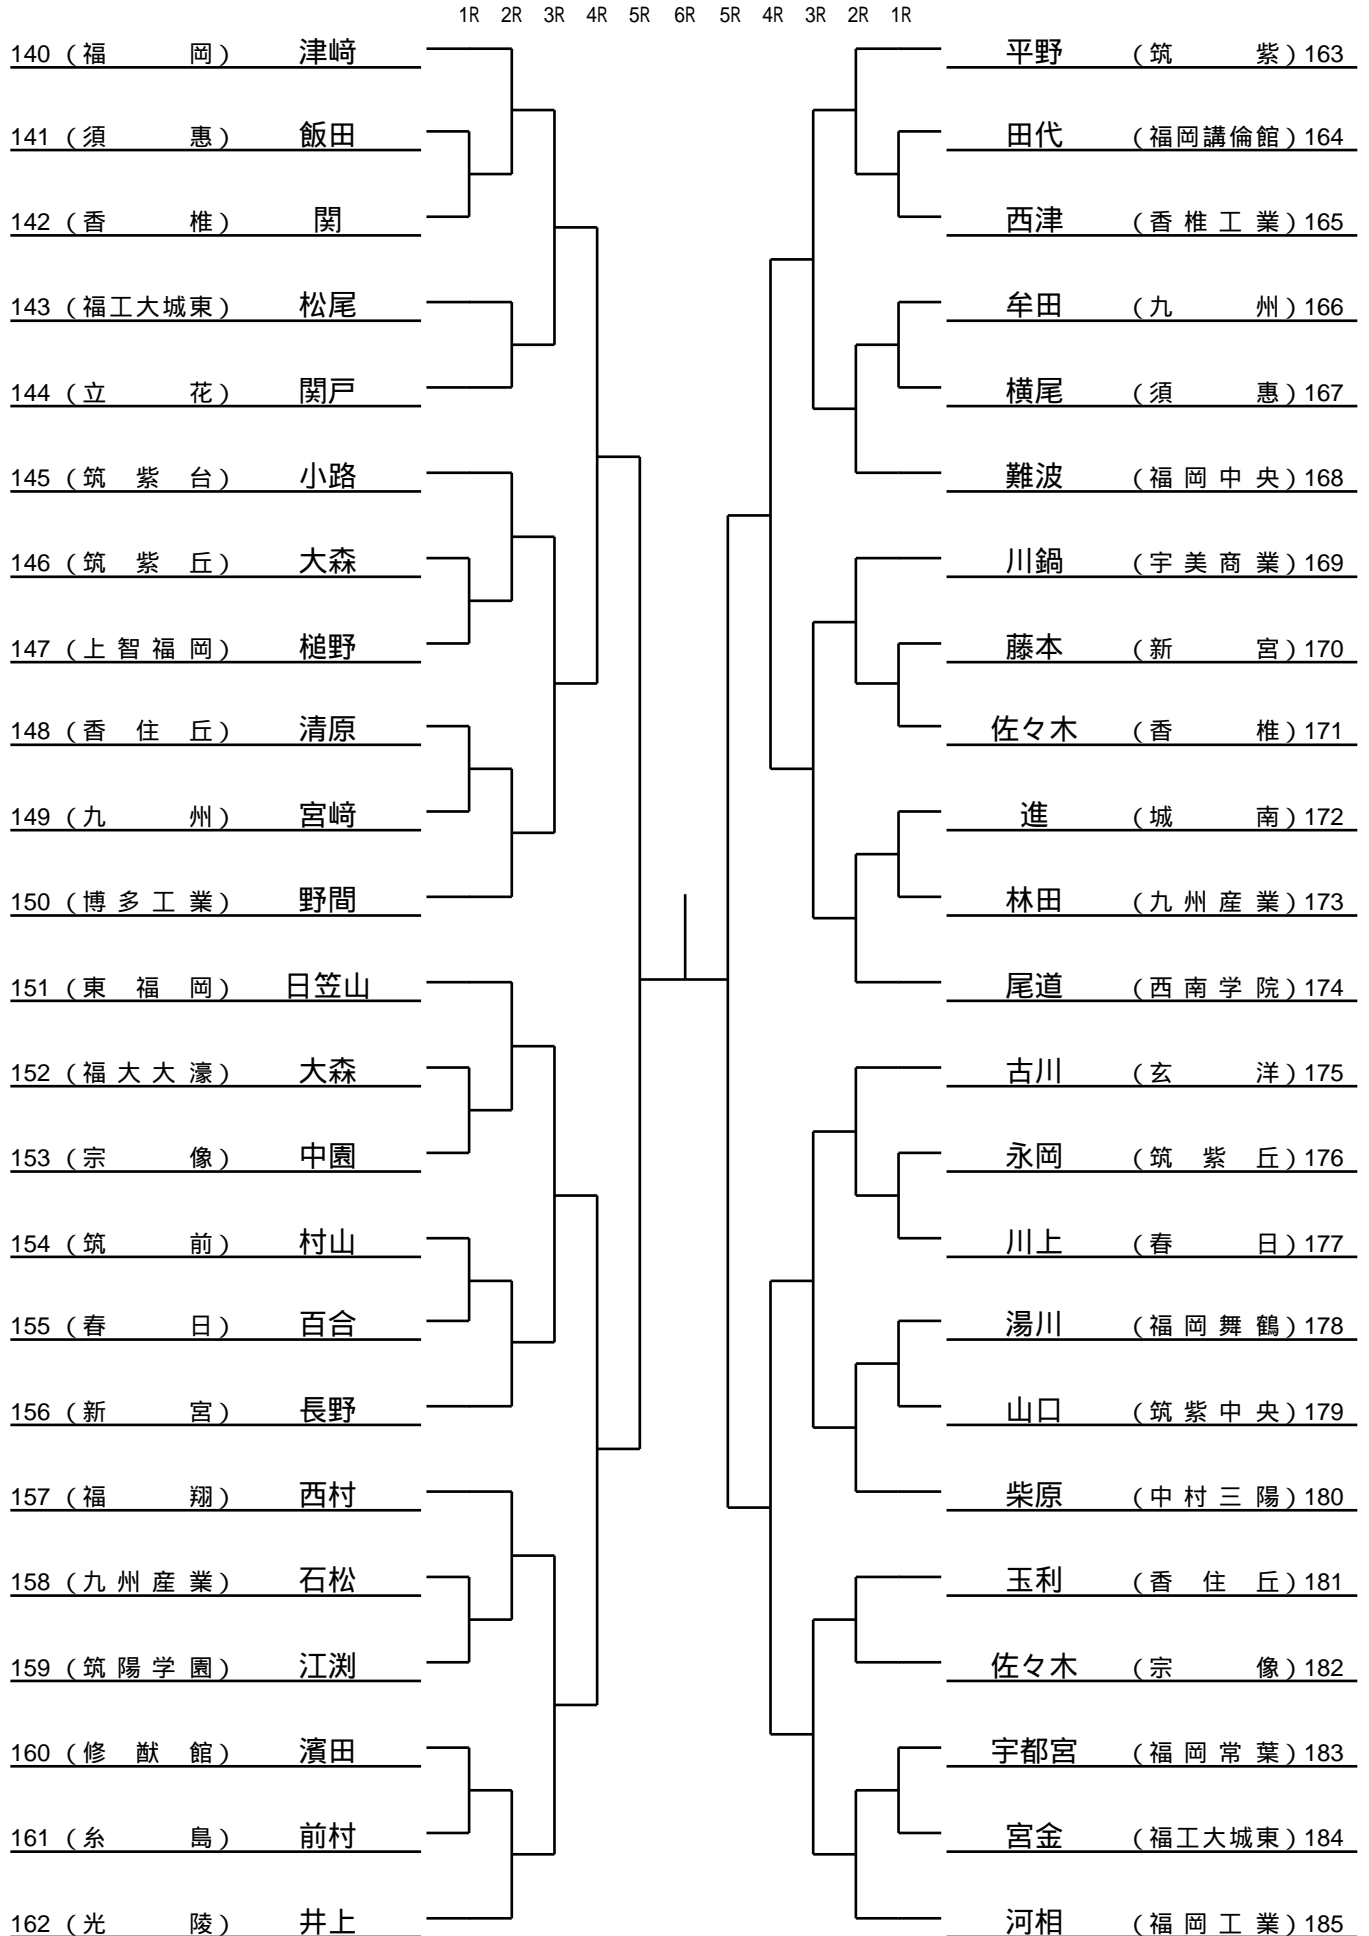 1R 2R 3R 4R 5R 6R 5R 4R 3R 2R 1R
140 (福岡) 津﨑 平野 (筑紫) 163
141 (須惠) 飯田 田代 (福岡講倫館) 164
142 (香椎) 関 西津 (香椎工業) 165
143 (福工大城東) 松尾 牟田 (九州) 166
144 (立花) 関戸 横尾 (須惠) 167
145 (筑紫台) 小路 難波 (福岡中央) 168
146 (筑紫丘) 大森 川鍋 (宇美商業) 169
147 (上智福岡) 槌野 藤本 (新宮) 170
148 (香住丘) 清原 佐々木 (香椎) 171
149 (九州) 宮﨑 進 (城南) 172
150 (博多工業) 野間 林田 (九州産業) 173
151 (東福岡) 日笠山 尾道 (西南学院) 174
152 (福大大濠) 大森 古川 (玄洋) 175
153 (宗像) 中園 永岡 (筑紫丘) 176
154 (筑前) 村山 川上 (春日) 177
155 (春日) 百合 湯川 (福岡舞鶴) 178
156 (新宮) 長野 山口 (筑紫中央) 179
157 (福翔) 西村 柴原 (中村三陽) 180
158 (九州産業) 石松 玉利 (香住丘) 181
159 (筑陽学園) 江渕 佐々木 (宗像) 182
160 (修猷館) 濱田 宇都宮 (福岡常葉) 183
161 (糸島) 前村 宮金 (福工大城東) 184
162 (光陵) 井上 河相 (福岡工業) 185